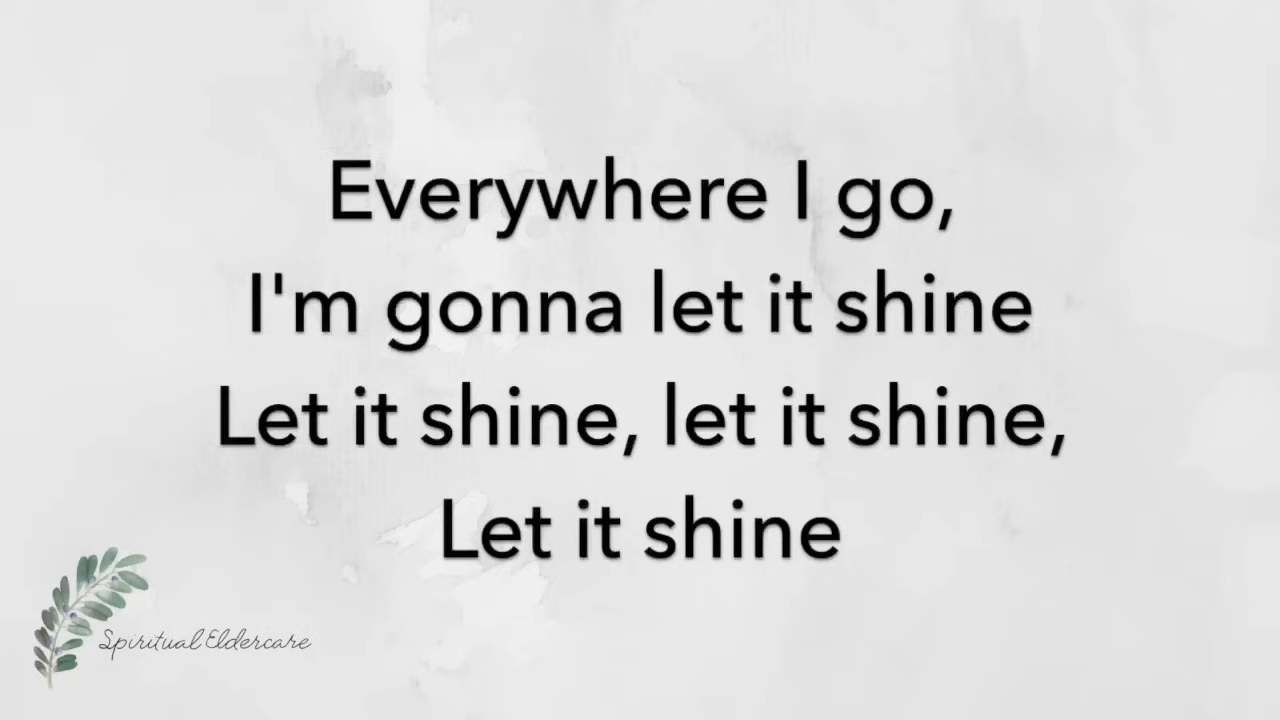 Everywhere I go,
I'm gonna let it shine
Let it shine, let it shine,
Let it shine
Spiritual Eldercare